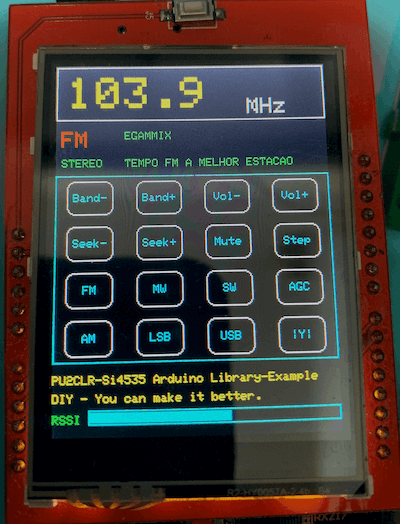 103.9 MHz
FM EGAMMIX
STEREO TEMPO FM A MELHOR ESTACAO
Band- Band+ Vol- Vol+
Seek- Seek+ Mute Step
FM MW SW AGC
AM LSB USB |Y|
PU2CLR-Si4535 Arduino Library-Example
DIY - You can make it better.
RSSI